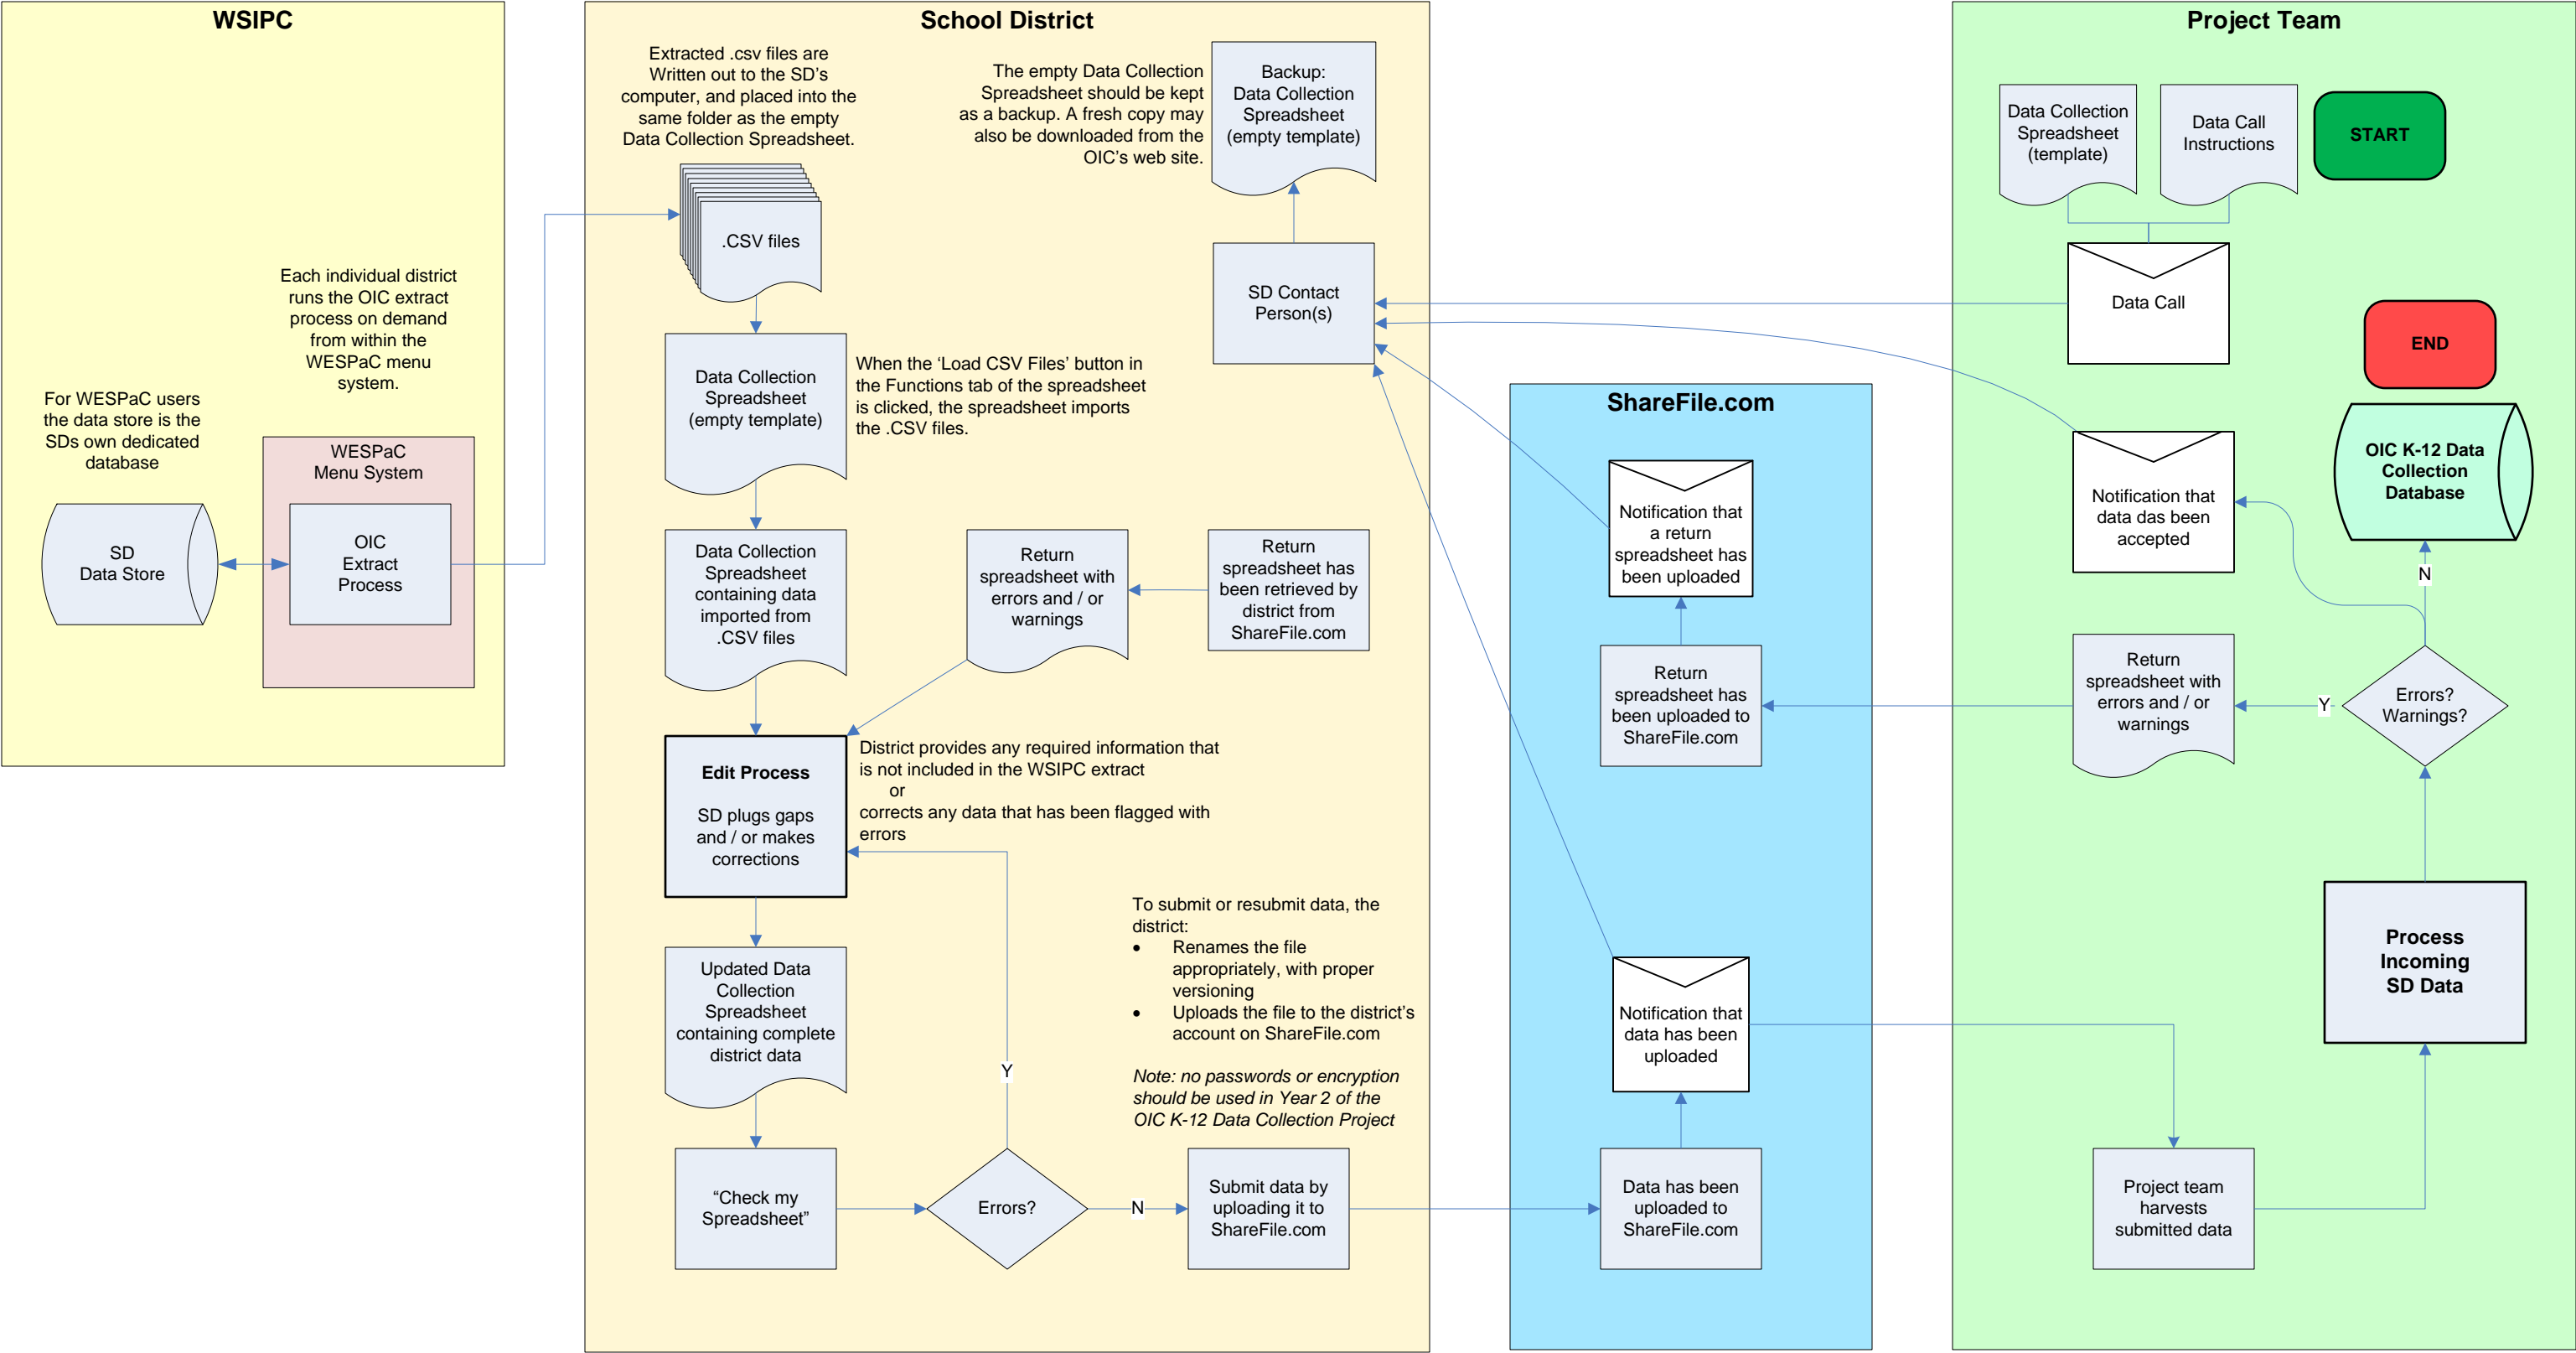 WSIPC
Each individual district
runs the OIC extract
process on demand
from within the
WESPaC menu
system.
For WESPaC users
the data store is the
SDs own dedicated
database
WESPaC
Menu System
SD
Data Store
OIC
Extract
Process
School District
Extracted .csv files are
Written out to the SD's
computer, and placed into the
same folder as the empty
Data Collection Spreadsheet.
The empty Data Collection
Spreadsheet should be kept
as a backup. A fresh copy may
also be downloaded from the
OIC's web site.
Backup:
Data Collection
Spreadsheet
(empty template)
.CSV files
SD Contact
Person(s)
Data Collection
Spreadsheet
(empty template)
When the ‘Load CSV Files’ button in
the Functions tab of the spreadsheet
is clicked, the spreadsheet imports
the .CSV files.
Data Collection
Spreadsheet
containing data
imported from
.CSV files
Return
spreadsheet with
errors and / or
warnings
Return
spreadsheet has
been retrieved by
district from
ShareFile.com
Edit Process
SD plugs gaps
and / or makes
corrections
District provides any required information that
is not included in the WSIPC extract
or
corrects any data that has been flagged with
errors
Updated Data
Collection
Spreadsheet
containing complete
district data
To submit or resubmit data, the
district:
• Renames the file
appropriately, with proper
versioning
• Uploads the file to the district's
account on ShareFile.com
Note: no passwords or encryption
should be used in Year 2 of the
OIC K-12 Data Collection Project
Y
“Check my
Spreadsheet”
Errors?
N
Submit data by
uploading it to
ShareFile.com
ShareFile.com
Notification that
a return
spreadsheet has
been uploaded
Return
spreadsheet has
been uploaded to
ShareFile.com
Notification that
data has been
uploaded
Data has been
uploaded to
ShareFile.com
Project Team
Data Collection
Spreadsheet
(template)
Data Call
Instructions
START
Data Call
END
Notification that
data das been
accepted
OIC K-12 Data
Collection
Database
N
Return
spreadsheet with
errors and / or
warnings
Y
Errors?
Warnings?
Process
Incoming
SD Data
Project team
harvests
submitted data